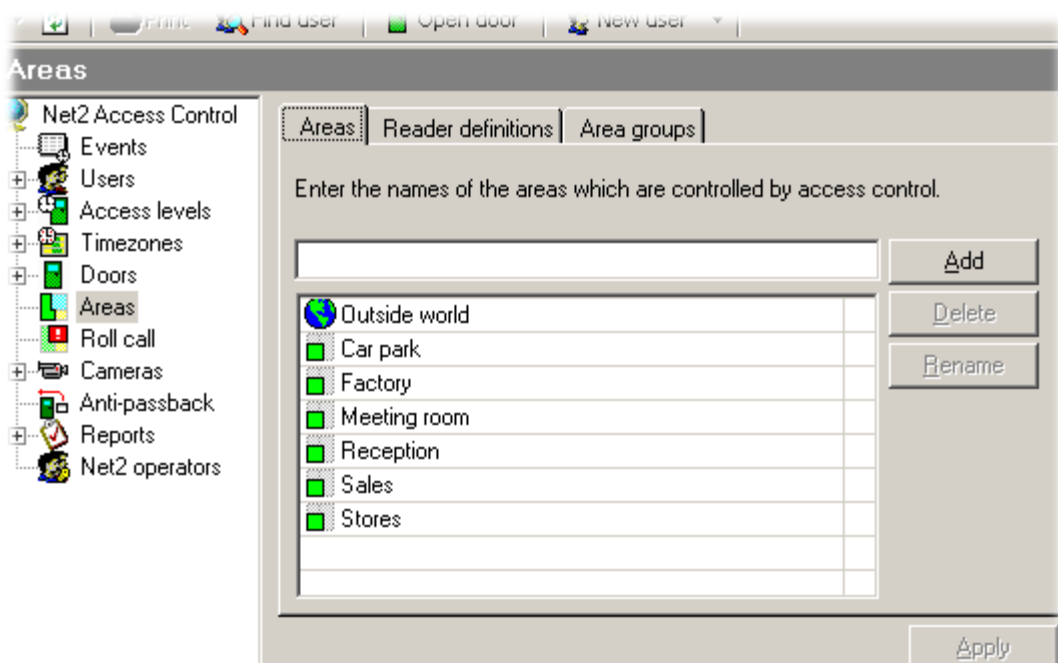 Print Find user Open door New user
Areas
Net2 Access Control
Events
Users
Access levels
Timezones
Doors
Areas
Roll call
Cameras
Anti-passback
Reports
Net2 operators
Areas Reader definitions Area groups
Enter the names of the areas which are controlled by access control.
Add
Outside world
Delete
Car park
Rename
Factory
Meeting room
Reception
Sales
Stores
Apply